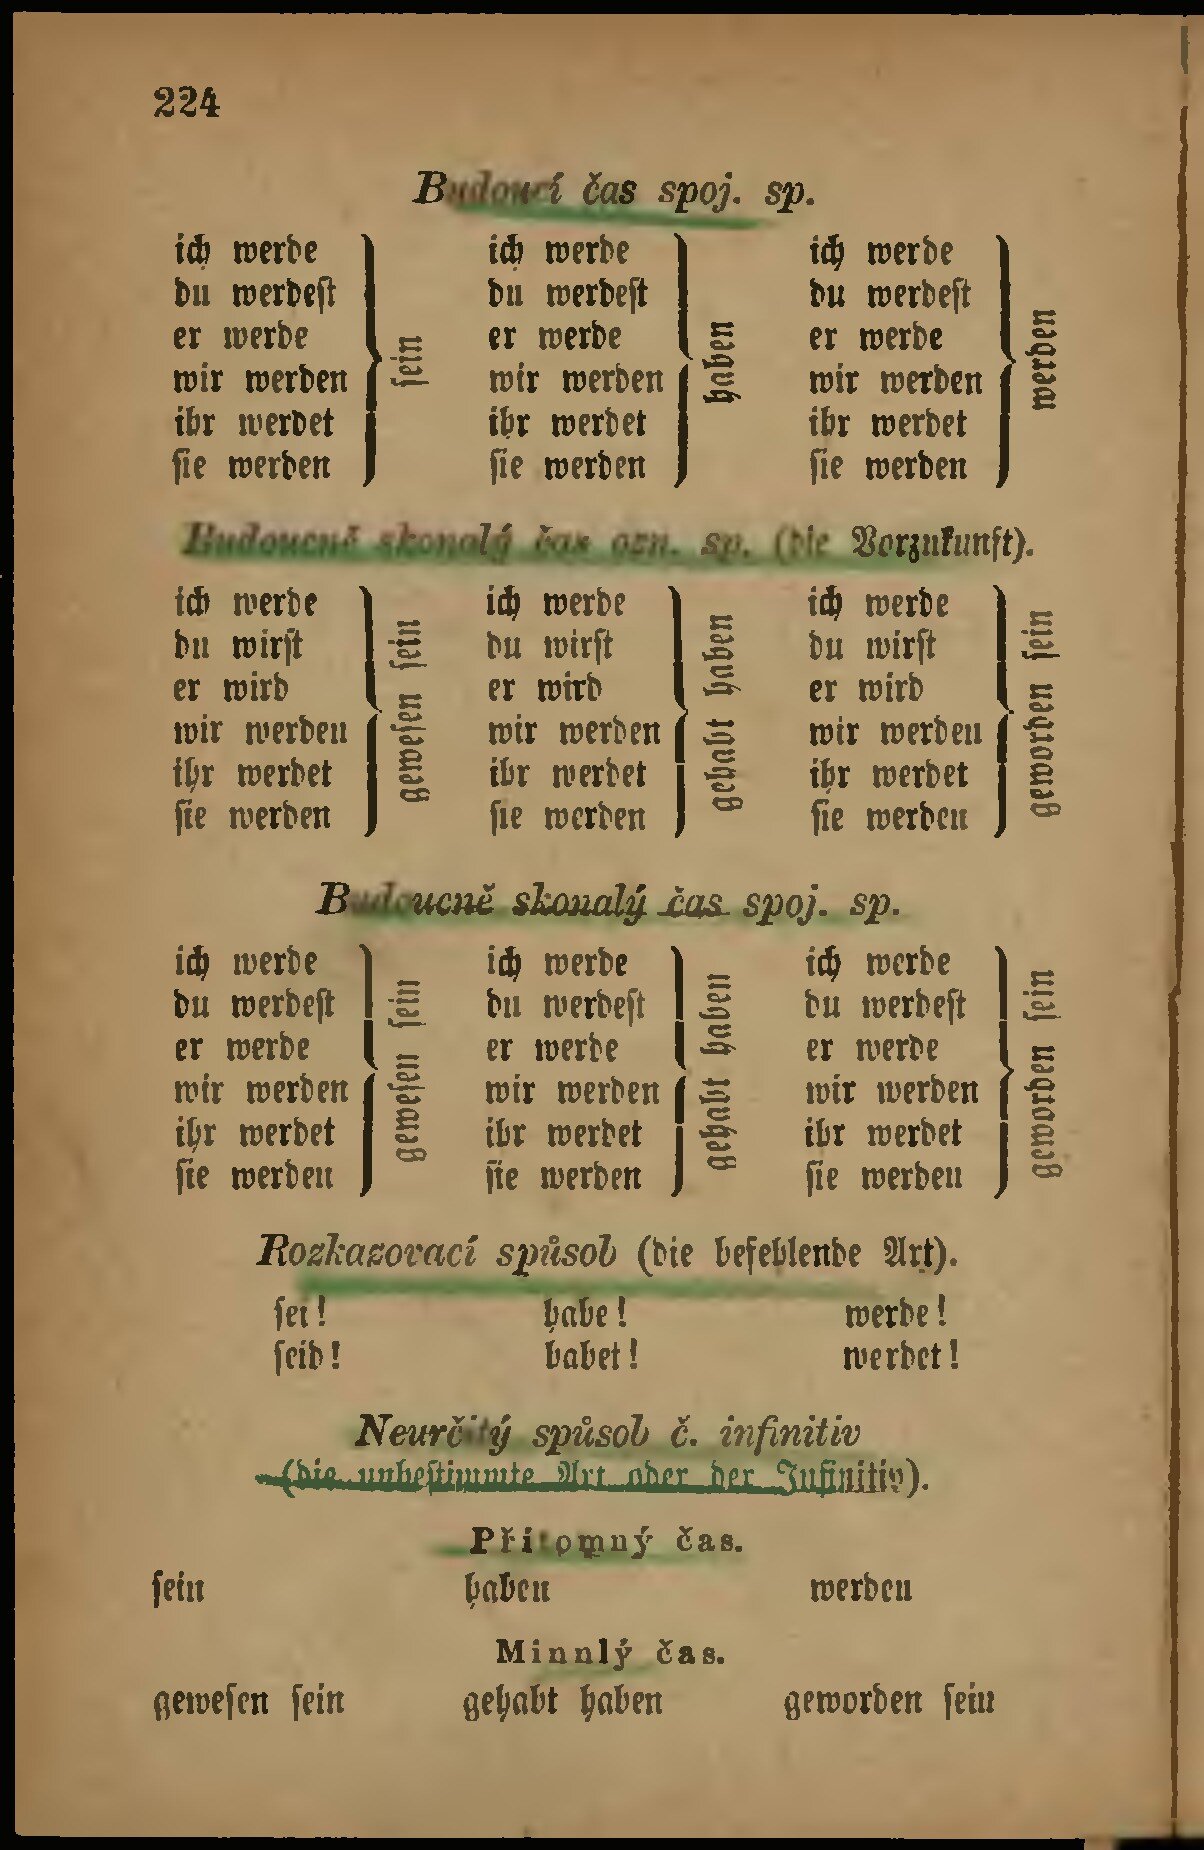 224
Budoucí čas spoj. sp.
ich werde ich werde ich werde
du werdest du werdest du werdest
er werde er werde er werde
wir werden wir werden wir werden
ihr werdet ihr werdet ihr werdet
sie werden sie werden sie werden
sein haben werden
Budoucně skonalý čas ozn. sp. (die Vorzukunft).
ich werde ich werde ich werde
du wirst du wirst du wirst
er wird er wird er wird
wir werden wir werden wir werden
ihr werdet ihr werdet ihr werdet
sie werden sie werden sie werden
gewesen sein gehabt haben geworden sein
Budoucně skonalý čas spoj. sp.
ich werde ich werde ich werde
du werdest du werdest du werdest
er werde er werde er werde
wir werden wir werden wir werden
ihr werdet ihr werdet ihr werdet
sie werden sie werden sie werden
gewesen sein gehabt haben geworden sein
Rozkazovací spůsob (die befehlende Art).
sei! habe! werde!
seid! habet! werdet!
Neurčitý spůsob č. infinitiv
(die unbestimmte Art oder der Infinitiv).
Přítomný čas.
sein haben werden
Minulý čas.
gewesen sein gehabt haben geworden sein